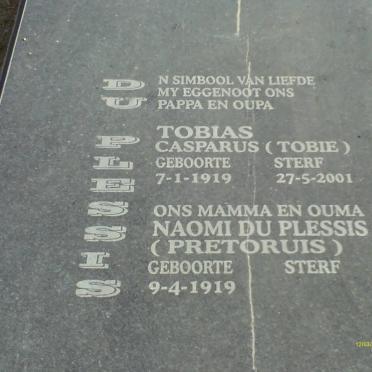 DU PLESSIS
N SIMBOOL VAN LIEFDE
MY EGGENOOT ONS
PAPPA EN OUPA
TOBIAS
CASPARUS ( TOBIE )
GEBOORTE STERF
7-1-1919 27-5-2001
ONS MAMMA EN OUMA
NAOMI DU PLESSIS
( PRETORUIS )
GEBOORTE STERF
9-4-1919